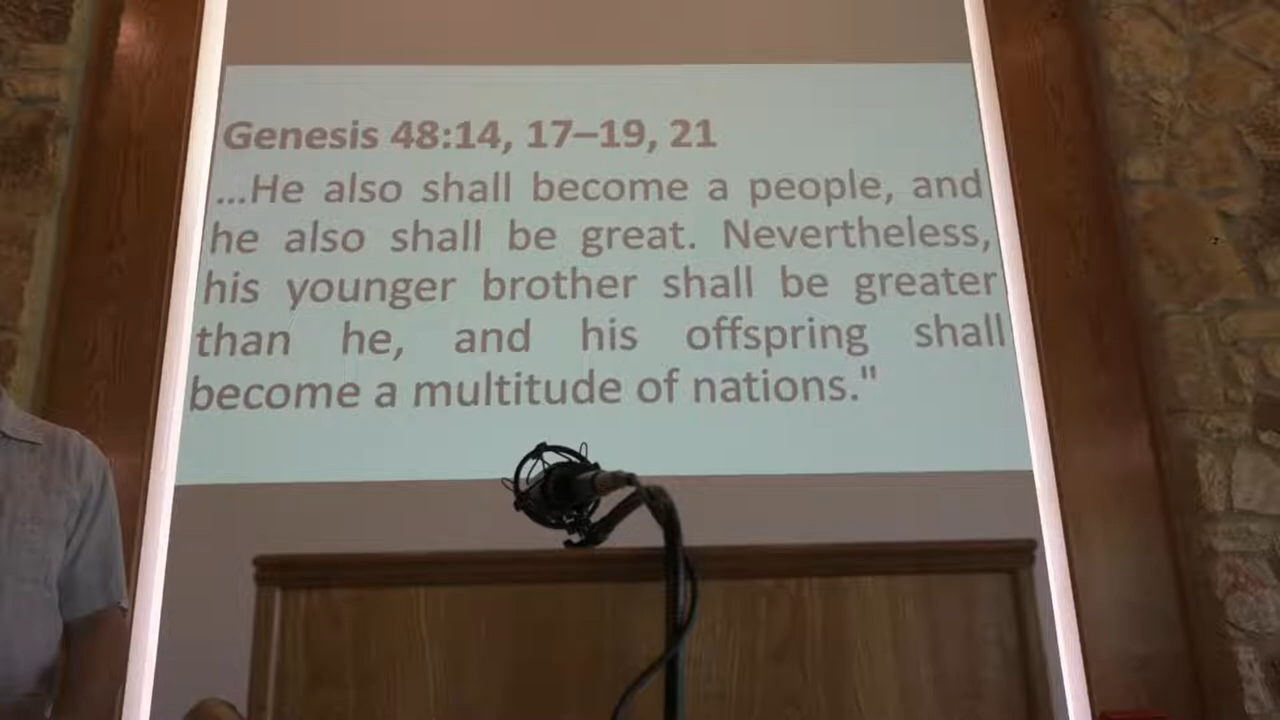 Genesis 48:14, 17–19, 21
...He also shall become a people, and
he also shall be great. Nevertheless,
his younger brother shall be greater
than he, and his offspring shall
become a multitude of nations."